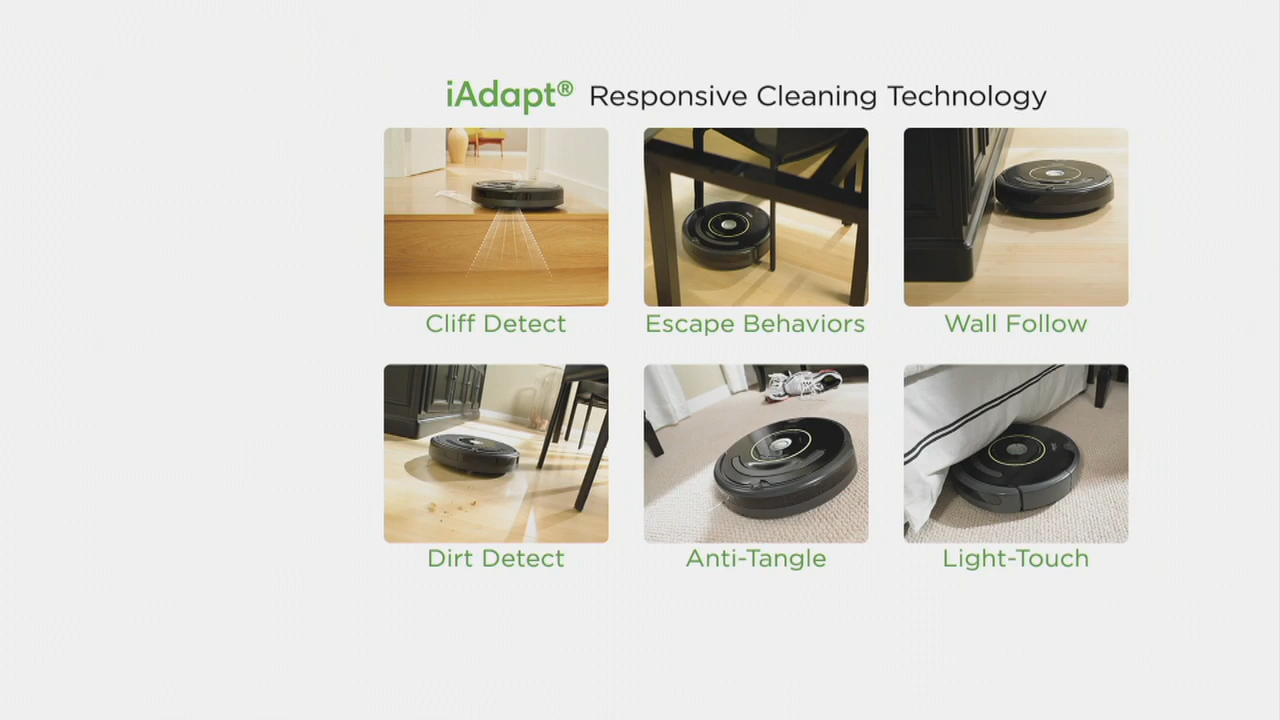 iAdapt® Responsive Cleaning Technology
Cliff Detect
Escape Behaviors
Wall Follow
Dirt Detect
Anti-Tangle
Light-Touch